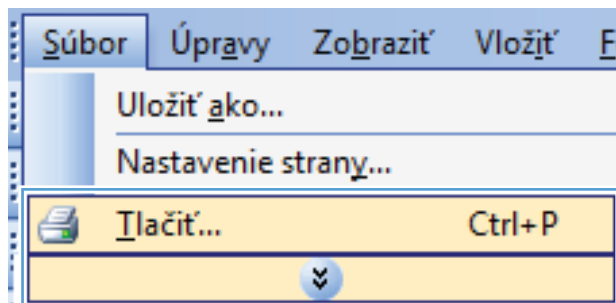 Súbor Úpravy Zobraziť Vložiť F
Uložiť ako...
Nastavenie strany...
Tlačiť... Ctrl+P